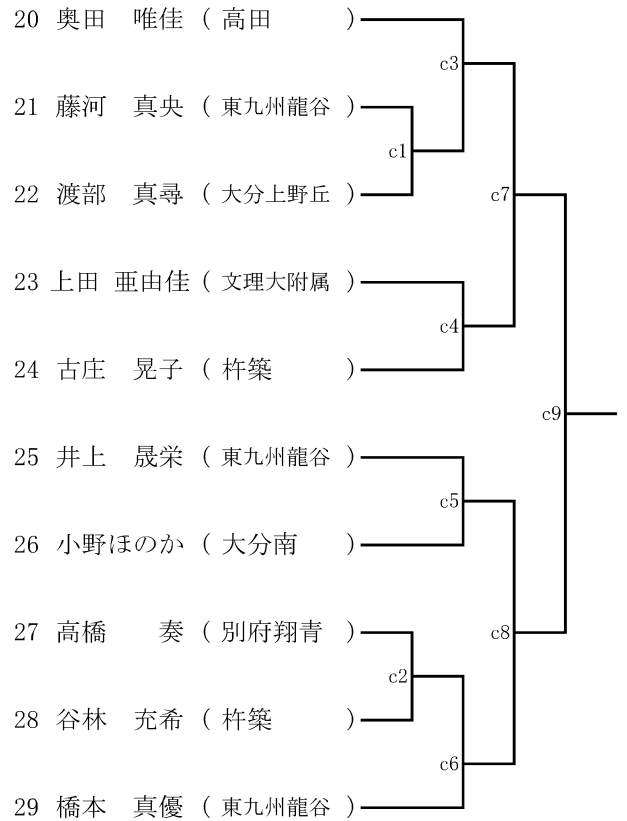 20 奥田　唯佳 ( 高田 )
c3
21 藤河　真央 ( 東九州龍谷 )
c1
22 渡部　真尋 ( 大分上野丘 )
c7
23 上田 亜由佳 ( 文理大附属 )
c4
24 古庄　晃子 ( 杵築 )
c9
25 井上　晟栄 ( 東九州龍谷 )
c5
26 小野ほのか ( 大分南 )
27 高橋　　奏 ( 別府翔青 )
c8
c2
28 谷林　充希 ( 杵築 )
c6
29 橋本　真優 ( 東九州龍谷 )